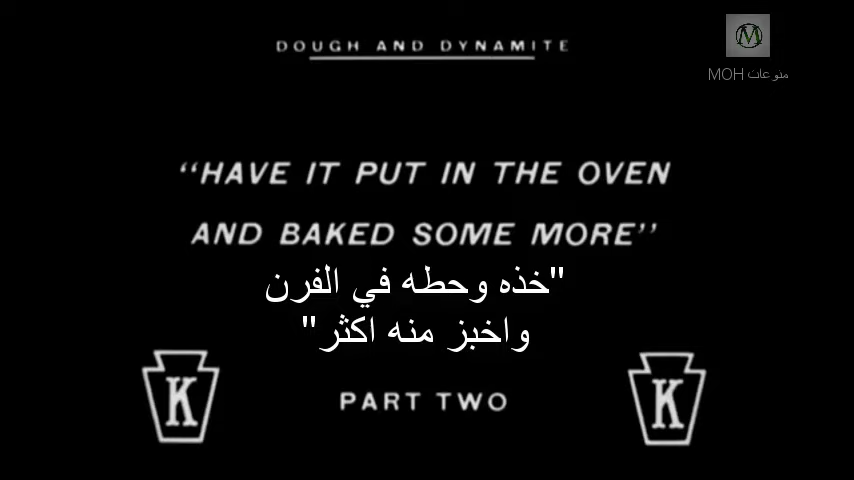 DOUGH AND DYNAMITE
M
منوعات MOH
‘‘HAVE IT PUT IN THE OVEN
AND BAKED SOME MORE’’
"خذه وحطه في الفرن
واخبز منه اكثر"
K
PART TWO
K